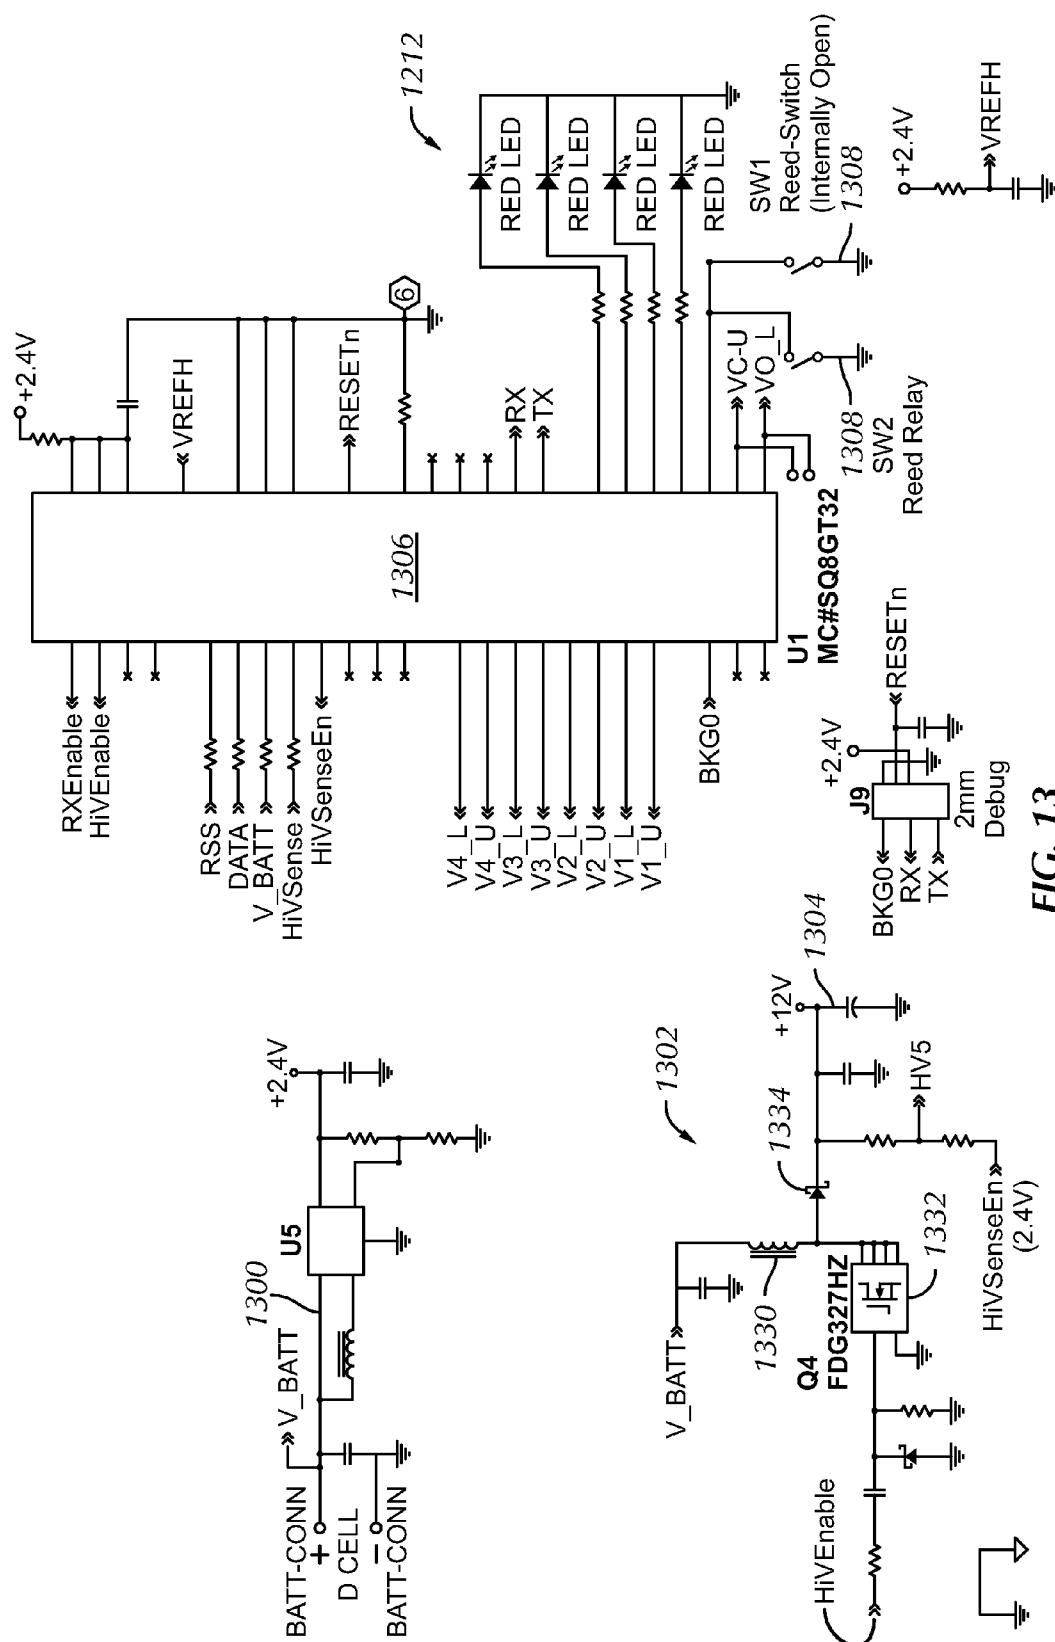 BATT-CONN
+
D CELL
−
BATT-CONN
V_BATT
1300
U5
+2.4V
RXEnable
HiVEnable
RSS
DATA
V_BATT
HiVSense
HiVSenseEn
V4_L
V4_U
V3_L
V3_U
V2_L
V2_U
V1_L
V1_U
BKG0
1306
U1
MC#SQ8GT32
+2.4V
VREFH
RESETn
6
RX
TX
VC-U
VO_L
1212
RED LED
RED LED
RED LED
RED LED
SW1
Reed-Switch
(Internally Open)
1308
1308
SW2
Reed Relay
+2.4V
VREFH
HiVEnable
V_BATT
1330
Q4
FDG327HZ
1332
1302
1334
+12V
1304
HV5
HiVSenseEn
(2.4V)
BKG0
RX
TX
J9
+2.4V
RESETn
2mm
Debug
FIG. 13